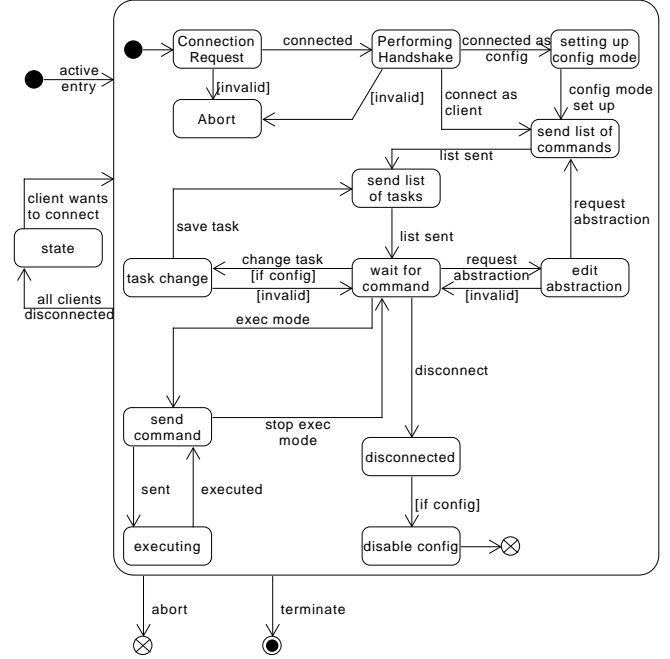 Connection
Request
connected
Performing
Handshake
connected as
config
setting up
config mode
active
entry
[invalid]
[invalid]
Abort
connect as
client
config mode
set up
send list of
commands
list sent
send list
of tasks
client wants
to connect
save task
request
abstraction
list sent
state
change task
[if config]
[invalid]
task change
wait for
command
request
abstraction
[invalid]
edit
abstraction
all clients
disconnected
exec mode
disconnect
send
command
stop exec
mode
disconnected
sent
executed
[if config]
executing
disable config
abort
terminate